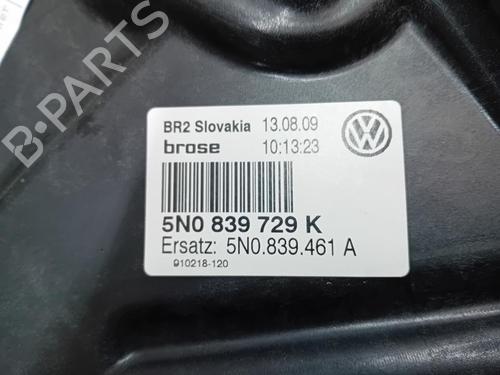 B-PARTS
BR2 Slovakia 13.08.09
brose 10:13:23
5N0 839 729 K
Ersatz: 5N0.839.461 A
910218-120